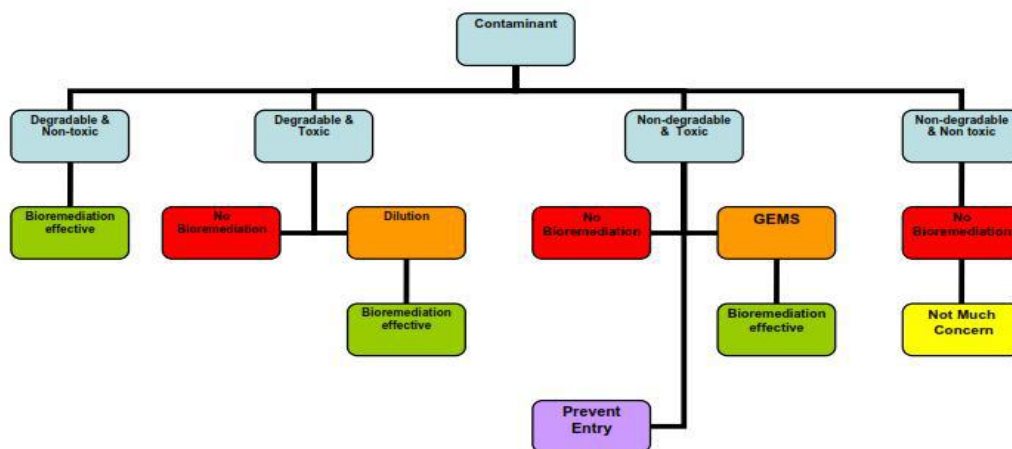 Contaminant
Degradable &
Non-toxic
Degradable &
Toxic
Non-degradable
& Toxic
Non-degradable
& Non toxic
Bioremediation
effective
No
Bioremediation
Dilution
No
Bioremediation
GEMS
No
Bioremediation
Bioremediation
effective
Bioremediation
effective
Not Much
Concern
Prevent
Entry